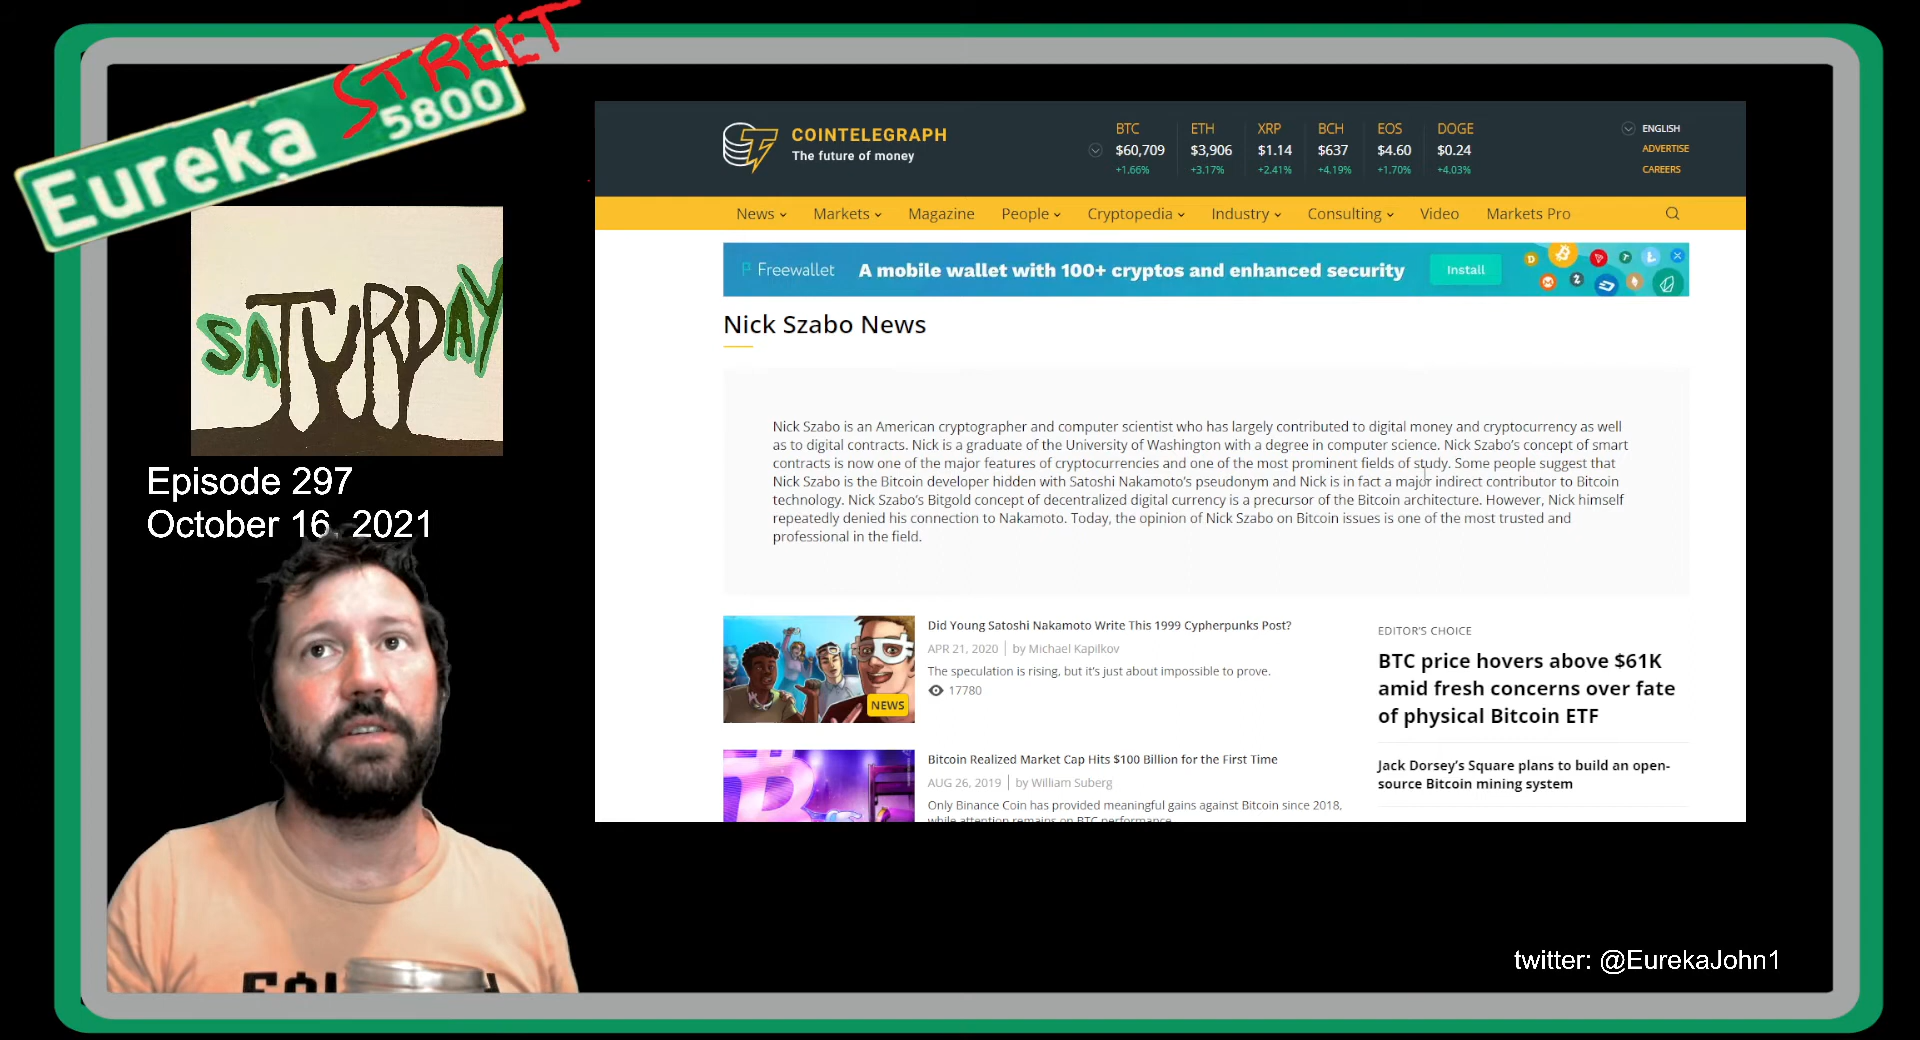 Eureka
STREET
5800
SATURDAY
Episode 297
October 16, 2021
COINTELEGRAPH
The future of money
BTC ETH XRP BCH EOS DOGE
$60,709 $3,906 $1.14 $637 $4.60 $0.24
+1.66% +3.17% +2.41% +4.19% +1.70% +4.03%
ENGLISH
ADVERTISE
CAREERS
News Markets Magazine People Cryptopedia Industry Consulting Video Markets Pro
Freewallet A mobile wallet with 100+ cryptos and enhanced security Install
Nick Szabo News
Nick Szabo is an American cryptographer and computer scientist who has largely contributed to digital money and cryptocurrency as well
as to digital contracts. Nick is a graduate of the University of Washington with a degree in computer science. Nick Szabo's concept of smart
contracts is now one of the major features of cryptocurrencies and one of the most prominent fields of study. Some people suggest that
Nick Szabo is the Bitcoin developer hidden with Satoshi Nakamoto's pseudonym and Nick is in fact a major indirect contributor to Bitcoin
technology. Nick Szabo's Bitgold concept of decentralized digital currency is a precursor of the Bitcoin architecture. However, Nick himself
repeatedly denied his connection to Nakamoto. Today, the opinion of Nick Szabo on Bitcoin issues is one of the most trusted and
professional in the field.
Did Young Satoshi Nakamoto Write This 1999 Cypherpunks Post?
APR 21, 2020 | by Michael Kapilkov
The speculation is rising, but it's just about impossible to prove.
17780
NEWS
Bitcoin Realized Market Cap Hits $100 Billion for the First Time
AUG 26, 2019 | by William Suberg
Only Binance Coin has provided meaningful gains against Bitcoin since 2018,
while attention remains on BTC performance
EDITOR'S CHOICE
BTC price hovers above $61K
amid fresh concerns over fate
of physical Bitcoin ETF
Jack Dorsey's Square plans to build an open-
source Bitcoin mining system
twitter: @EurekaJohn1